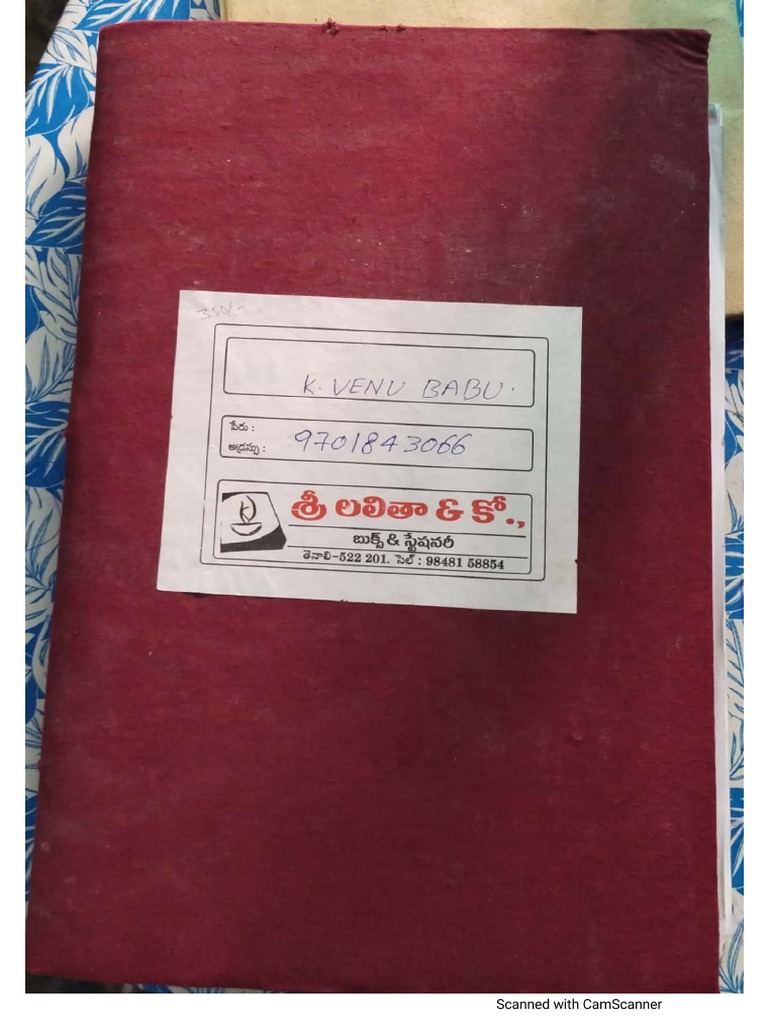 350/-
K. VENU BABU.
పేరు :
అడ్రస్సు : 9701843066
శ్రీ లలితా & కో.,
బుక్స్ & స్టేషనరీ
తెనాలి-522 201. సెల్ : 98481 58854
Scanned with CamScanner